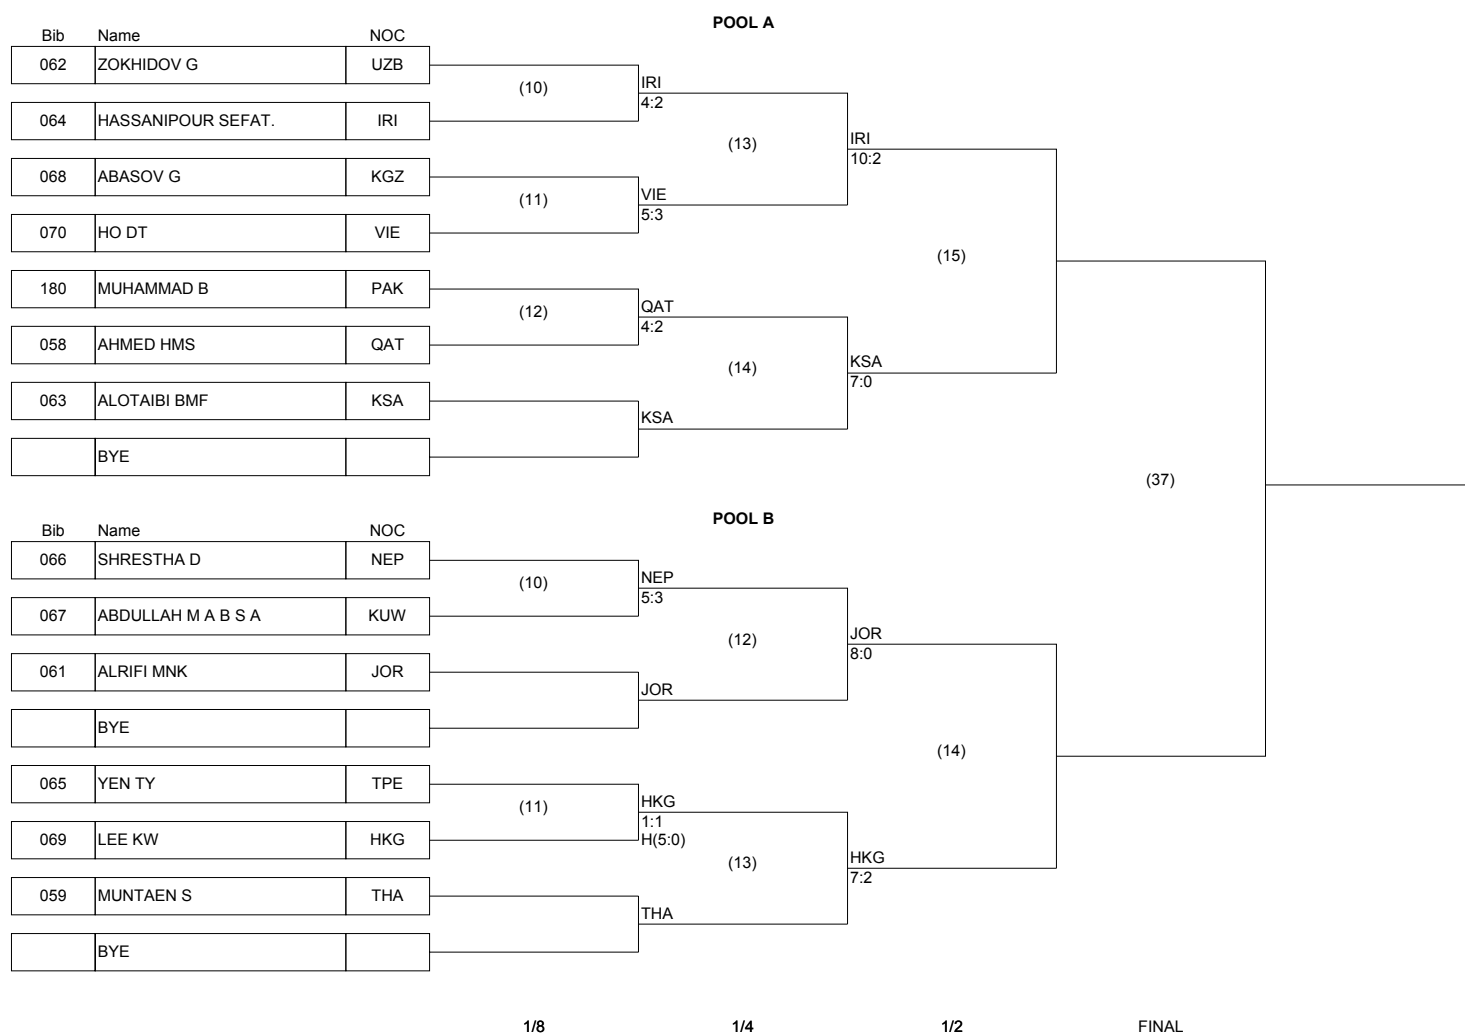 POOL A
Bib Name NOC
062 ZOKHIDOV G UZB
(10)
IRI
4:2
064 HASSANIPOUR SEFAT. IRI
(13)
IRI
10:2
068 ABASOV G KGZ
(11)
VIE
5:3
070 HO DT VIE
(15)
180 MUHAMMAD B PAK
(12)
QAT
4:2
058 AHMED HMS QAT
(14)
KSA
7:0
063 ALOTAIBI BMF KSA
KSA
BYE
(37)
POOL B
Bib Name NOC
066 SHRESTHA D NEP
(10)
NEP
5:3
067 ABDULLAH M A B S A KUW
(12)
JOR
8:0
061 ALRIFI MNK JOR
JOR
BYE
(14)
065 YEN TY TPE
(11)
HKG
1:1
H(5:0)
069 LEE KW HKG
(13)
HKG
7:2
059 MUNTAEN S THA
THA
BYE
1/8 1/4 1/2 FINAL